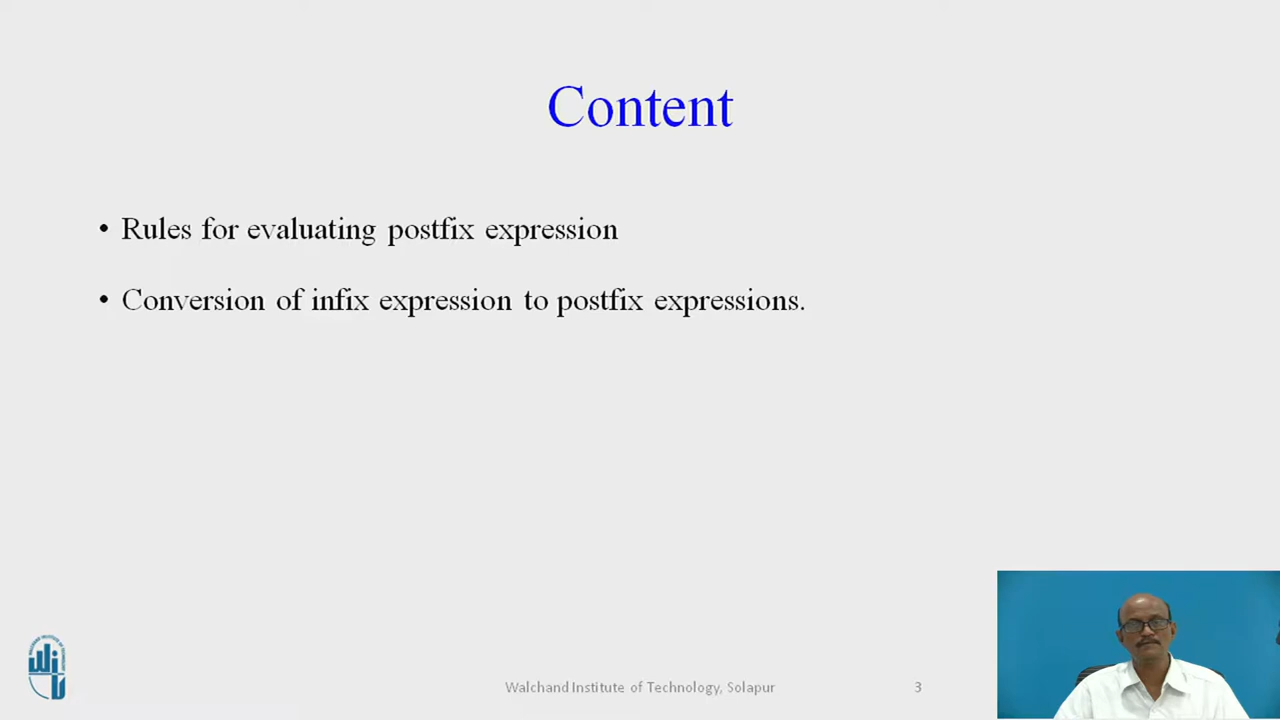 Content
• Rules for evaluating postfix expression
• Conversion of infix expression to postfix expressions.
Walchand Institute of Technology, Solapur
3